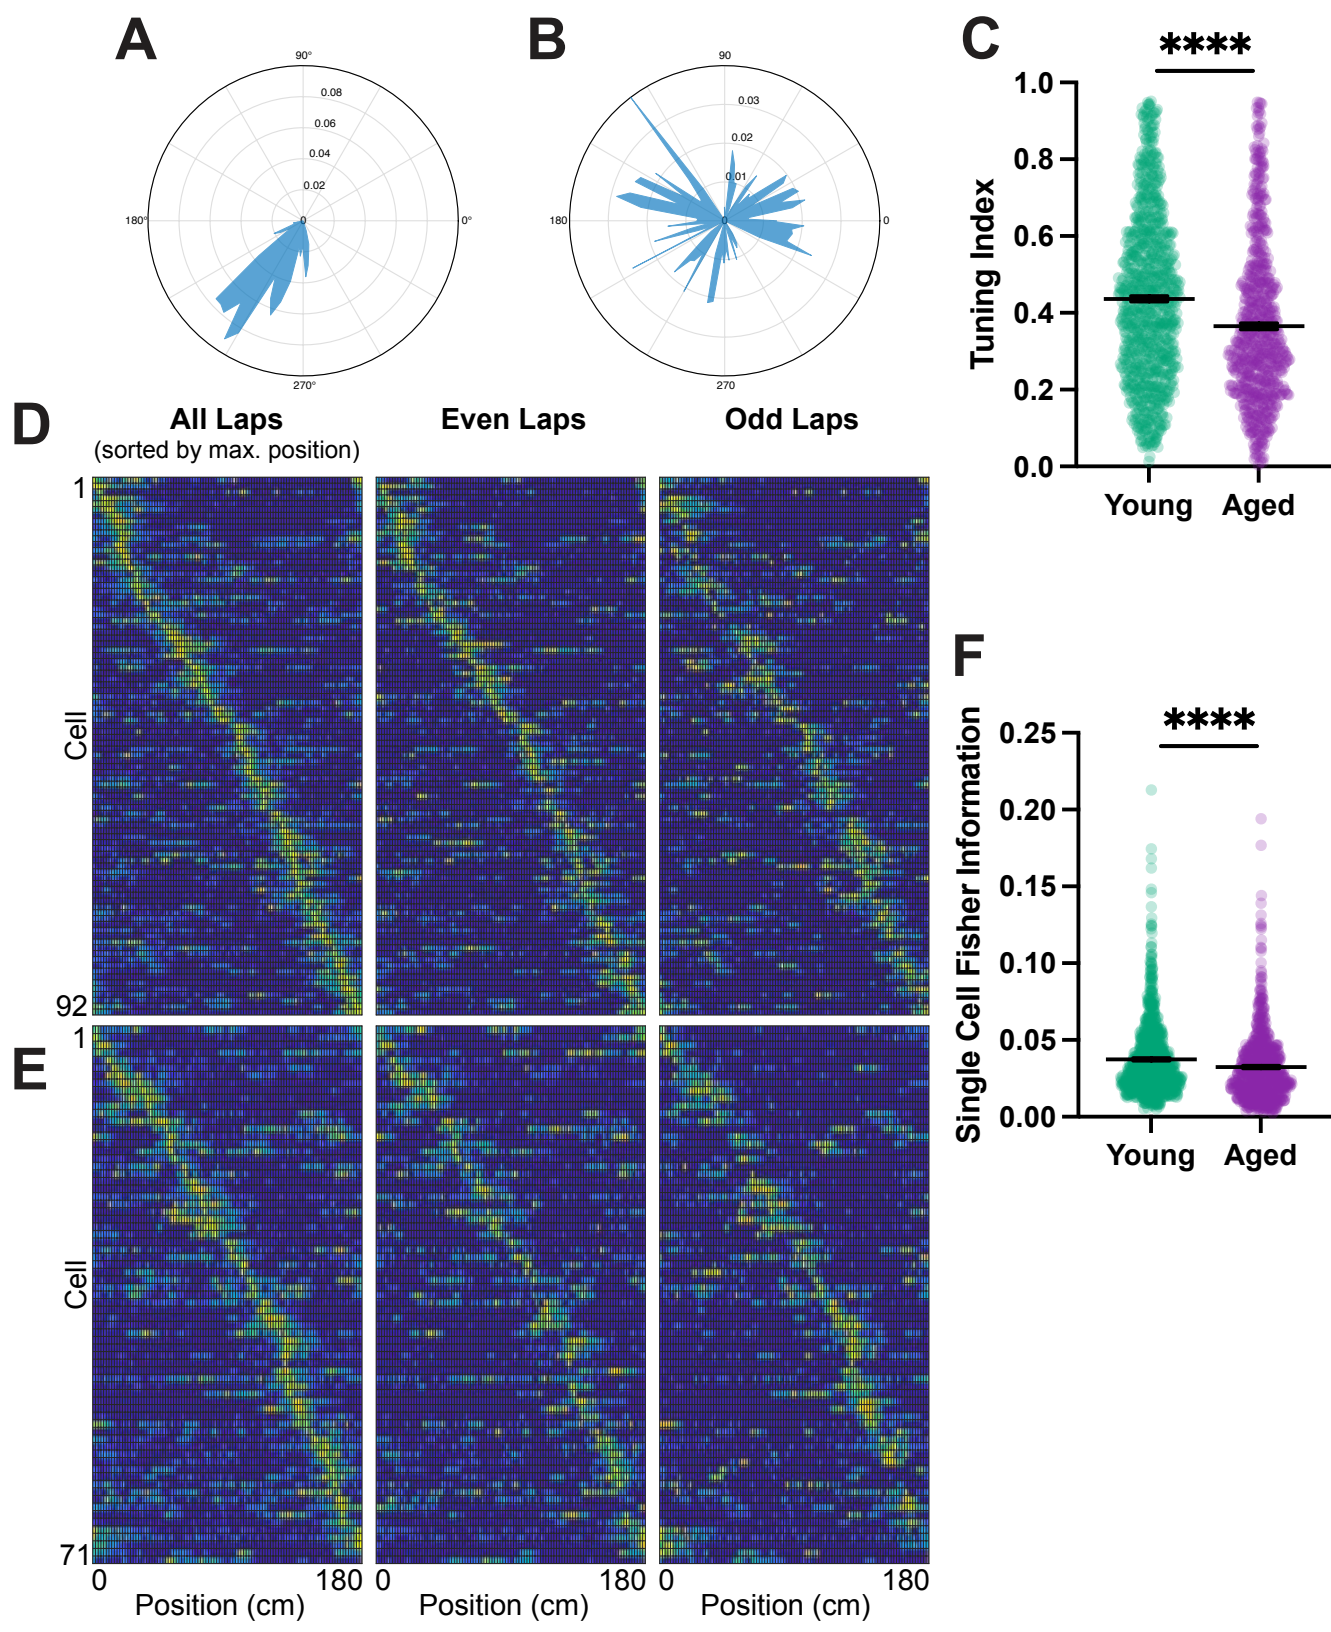 A
B
C
90°
0.08
0.06
0.04
0.02
0
180°
0°
270°
90
0.03
0.02
0.01
0
180
0
270
****
Tuning Index
1.0
0.8
0.6
0.4
0.2
0.0
Young Aged
D
All Laps
(sorted by max. position)
Even Laps
Odd Laps
1
Cell
92
E
1
Cell
71
0 180
0 180
0 180
Position (cm)
Position (cm)
Position (cm)
F
****
Single Cell Fisher Information
0.25
0.20
0.15
0.10
0.05
0.00
Young Aged